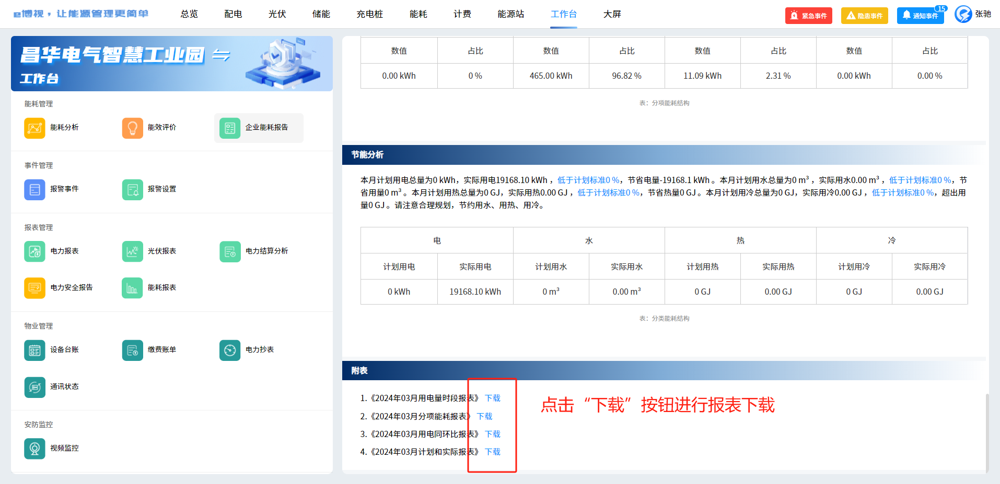 e博视，让能源管理更简单
总览 配电 光伏 储能 充电桩 能耗 计费 能源站 工作台 大屏
紧急事件 隐患事件 通知事件 15 张驰
昌华电气智慧工业园
工作台
能耗管理
能耗分析 能效评价 企业能耗报告
事件管理
报警事件 报警设置
报表管理
电力报表 光伏报表 电力结算分析
电力安全报告 能耗报表
物业管理
设备台账 缴费账单 电力抄表
通讯状态
安防监控
视频监控
数值 占比 数值 占比 数值 占比 数值 占比
0.00 kWh 0 % 465.00 kWh 96.82 % 11.09 kWh 2.31 % 0.00 kWh 0.00 %
表：分项能耗结构
节能分析
本月计划用电总量为0 kWh，实际用电19168.10 kWh ，低于计划标准0 %，节省电量-19168.1 kWh 。本月计划用水总量为0 m³ ，实际用水0.00 m³ ，低于计划标准0 %，节
省用量0 m³ 。本月计划用热总量为0 GJ，实际用热0.00 GJ ，低于计划标准0 %，节省热量0 GJ 。本月计划用冷总量为0 GJ，实际用冷0.00 GJ ，低于计划标准0 %，超出用
量0 GJ 。请注意合理规划，节约用水、用热、用冷。
电 水 热 冷
计划用电 实际用电 计划用水 实际用水 计划用热 实际用热 计划用冷 实际用冷
0 kWh 19168.10 kWh 0 m³ 0.00 m³ 0 GJ 0.00 GJ 0 GJ 0.00 GJ
表：分类能耗结构
附表
1.《2024年03月用电量时段报表》 下载
2.《2024年03月分项能耗报表》 下载
3.《2024年03月用电同环比报表》 下载
4.《2024年03月计划和实际报表》 下载
点击“下载”按钮进行报表下载